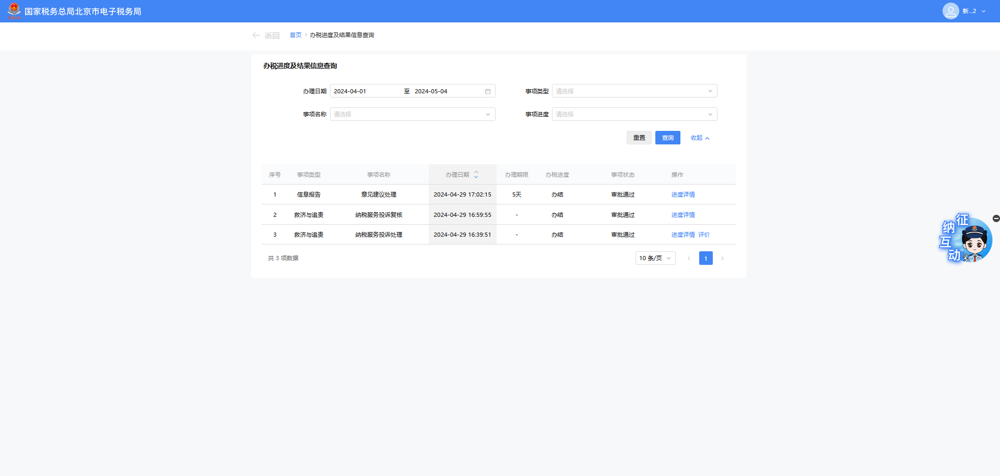 国家税务总局北京市电子税务局
新...2
返回 首页 › 办税进度及结果信息查询
办税进度及结果信息查询
办理日期 2024-04-01 至 2024-05-04 事项类型 请选择
事项名称 请选择 事项进度 请选择
重置 查询 收起
序号 事项类型 事项名称 办理日期 办理期限 办税进度 事项状态 操作
1 信息报告 意见建议处理 2024-04-29 17:02:15 5天 办结 审批通过 进度详情
2 救济与追责 纳税服务投诉复核 2024-04-29 16:59:55 - 办结 审批通过 进度详情
3 救济与追责 纳税服务投诉处理 2024-04-29 16:39:51 - 办结 审批通过 进度详情 评价
共 3 项数据 10 条/页 1
征纳互动